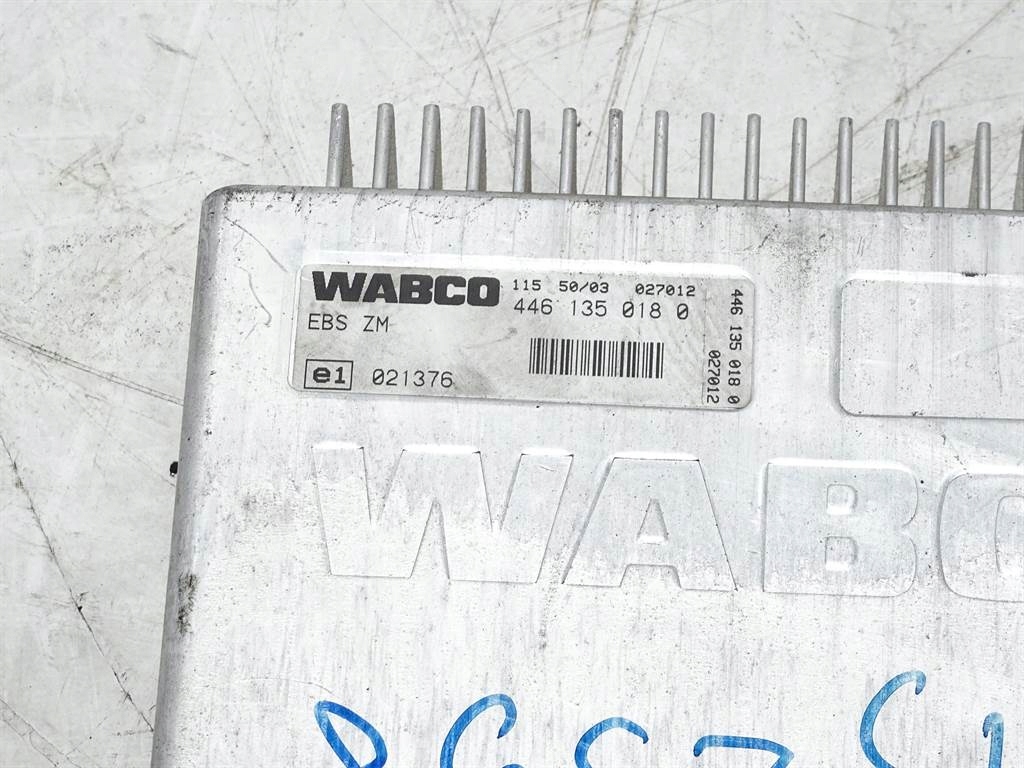 WABCO 115 50/03 027012
446 135 018 0
EBS ZM
e1 021376
446 135 018 0
027012
WABCO